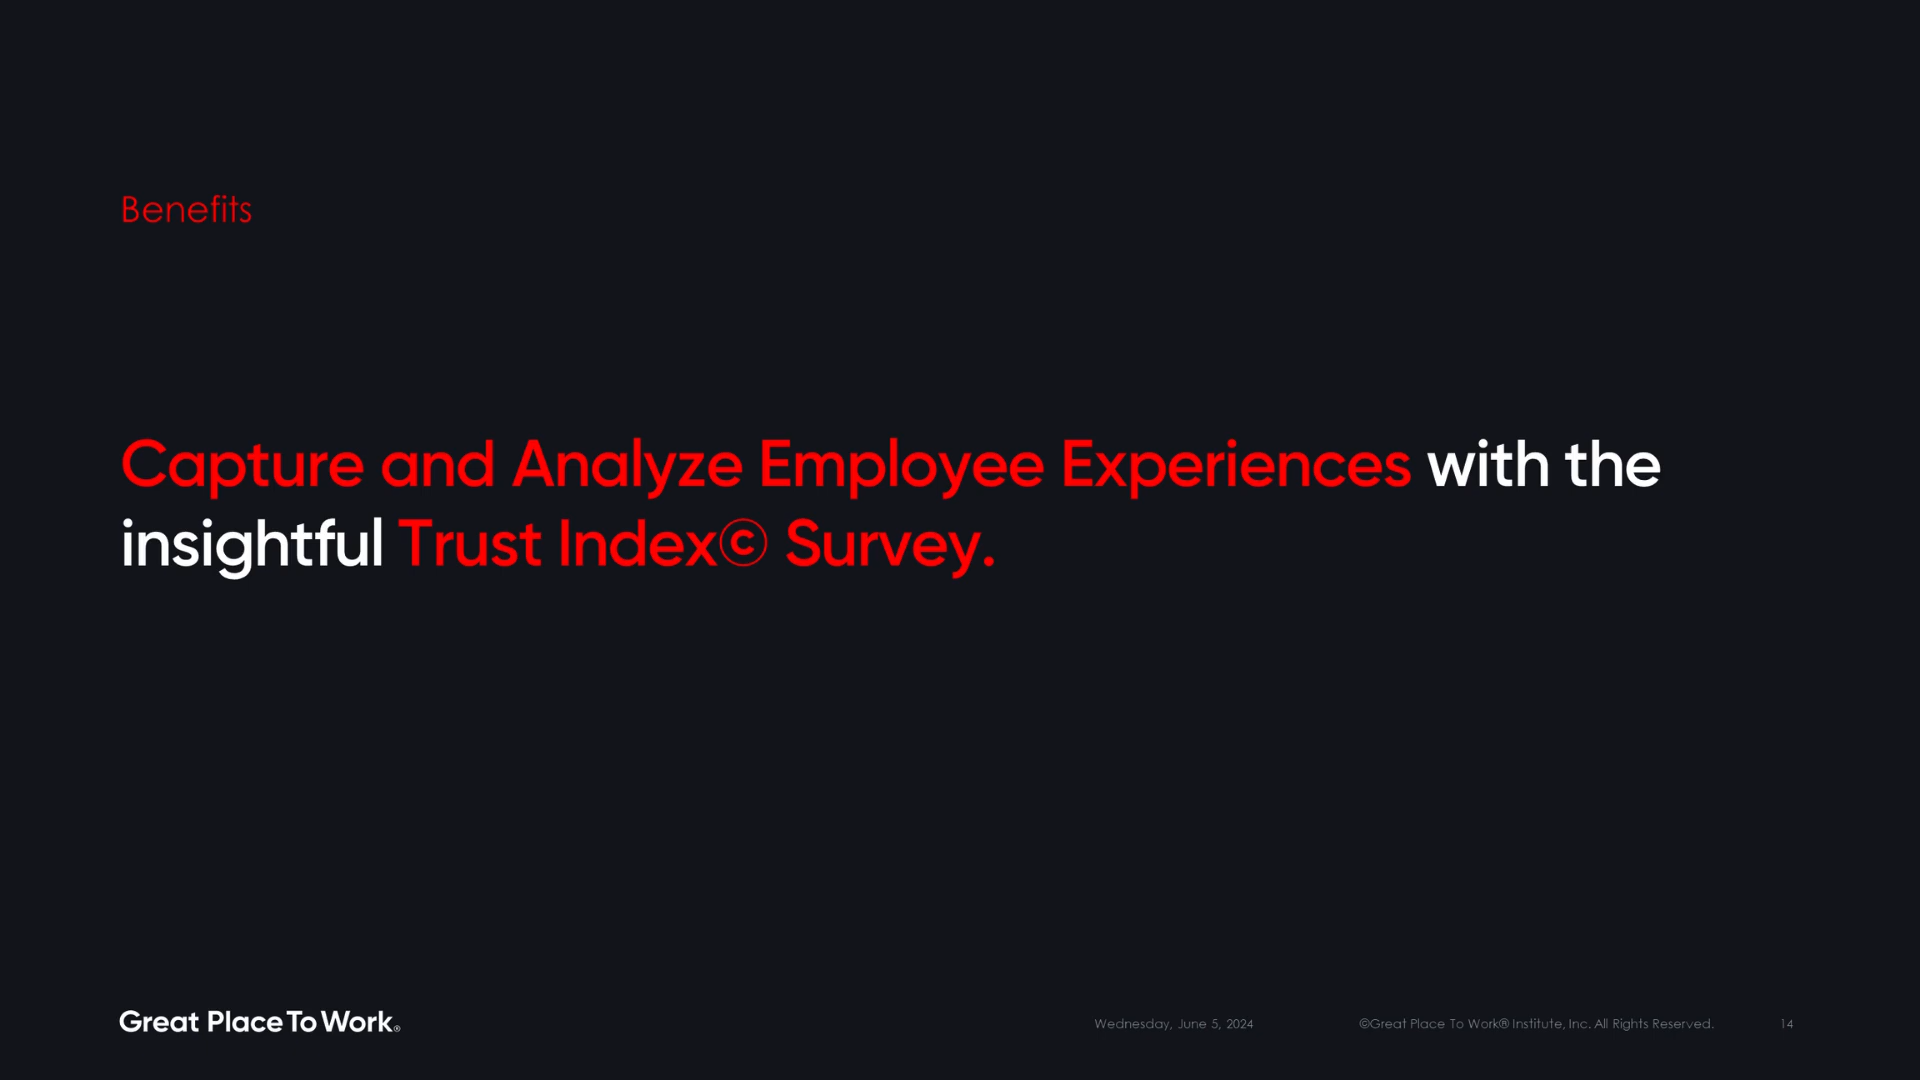 Benefits
Capture and Analyze Employee Experiences with the
insightful Trust Index© Survey.
Great Place To Work®
Wednesday, June 5, 2024
©Great Place To Work® Institute, Inc. All Rights Reserved.
14